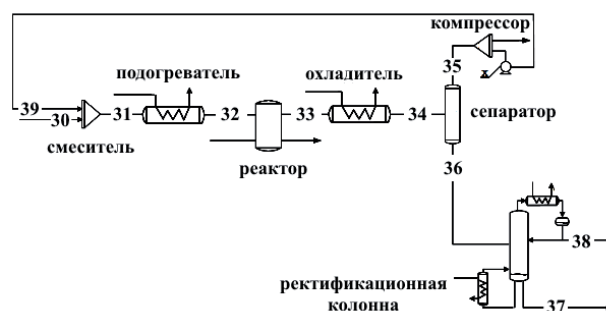 компрессор
подогреватель
охладитель
35
39
30
31
32
33
34
сепаратор
смеситель
реактор
36
38
ректификационная
колонна
37